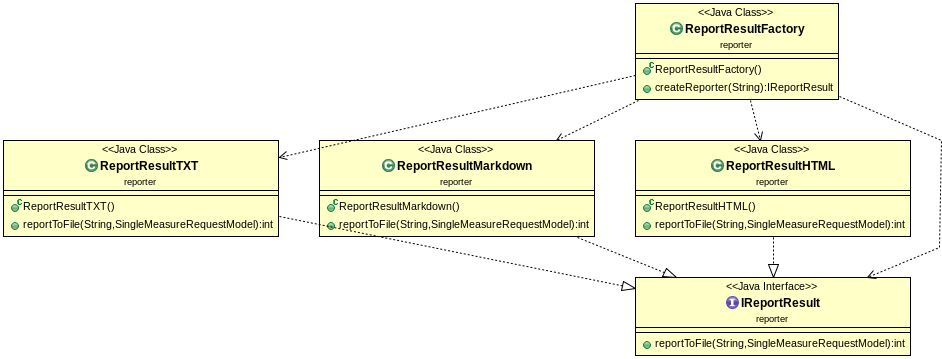 <<Java Class>>
ReportResultFactory
reporter
ReportResultFactory()
createReporter(String):IReportResult
<<Java Class>>
ReportResultTXT
reporter
ReportResultTXT()
reportToFile(String,SingleMeasureRequestModel):int
<<Java Class>>
ReportResultMarkdown
reporter
ReportResultMarkdown()
reportToFile(String,SingleMeasureRequestModel):int
<<Java Class>>
ReportResultHTML
reporter
ReportResultHTML()
reportToFile(String,SingleMeasureRequestModel):int
<<Java Interface>>
IReportResult
reporter
reportToFile(String,SingleMeasureRequestModel):int